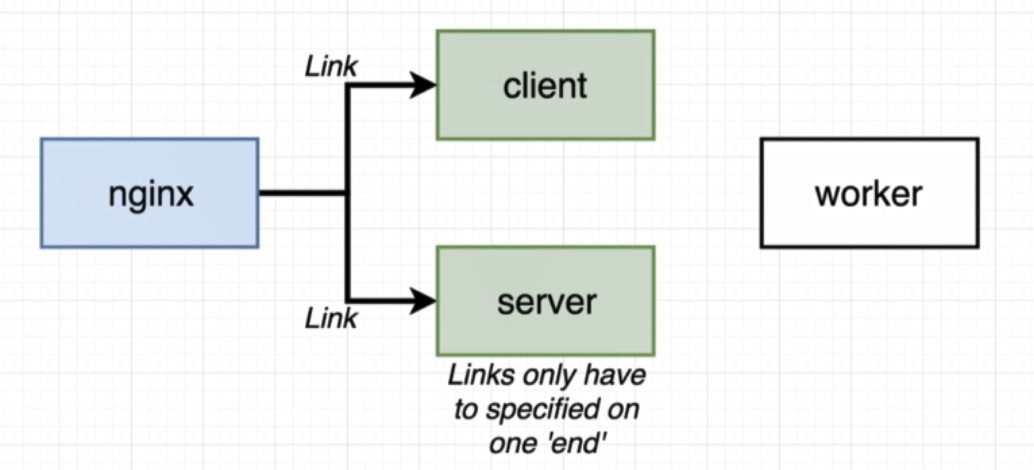 Link
client
nginx
worker
server
Link
Links only have
to specified on
one 'end'